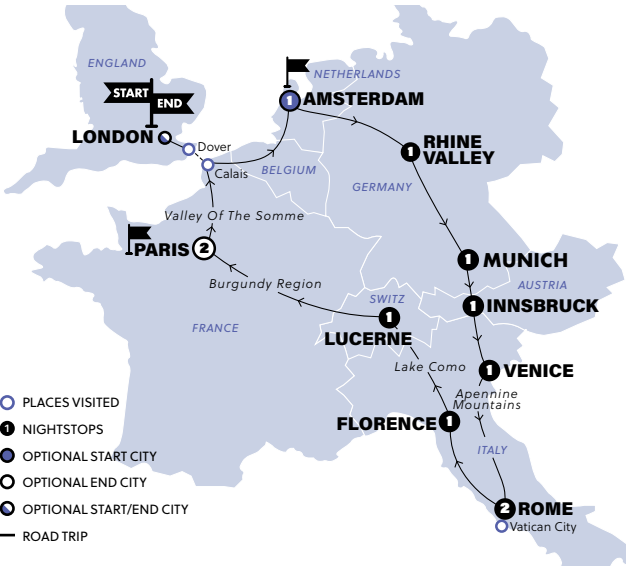 ENGLAND
START
END
LONDON
Dover
Calais
NETHERLANDS
1
AMSTERDAM
BELGIUM
1
RHINE
VALLEY
GERMANY
Valley Of The Somme
PARIS
2
Burgundy Region
FRANCE
SWITZ
1
LUCERNE
1
MUNICH
AUSTRIA
1
INNSBRUCK
1
VENICE
Lake Como
Apennine
Mountains
FLORENCE
1
ITALY
2
ROME
Vatican City
PLACES VISITED
1
NIGHTSTOPS
OPTIONAL START CITY
OPTIONAL END CITY
OPTIONAL START/END CITY
ROAD TRIP